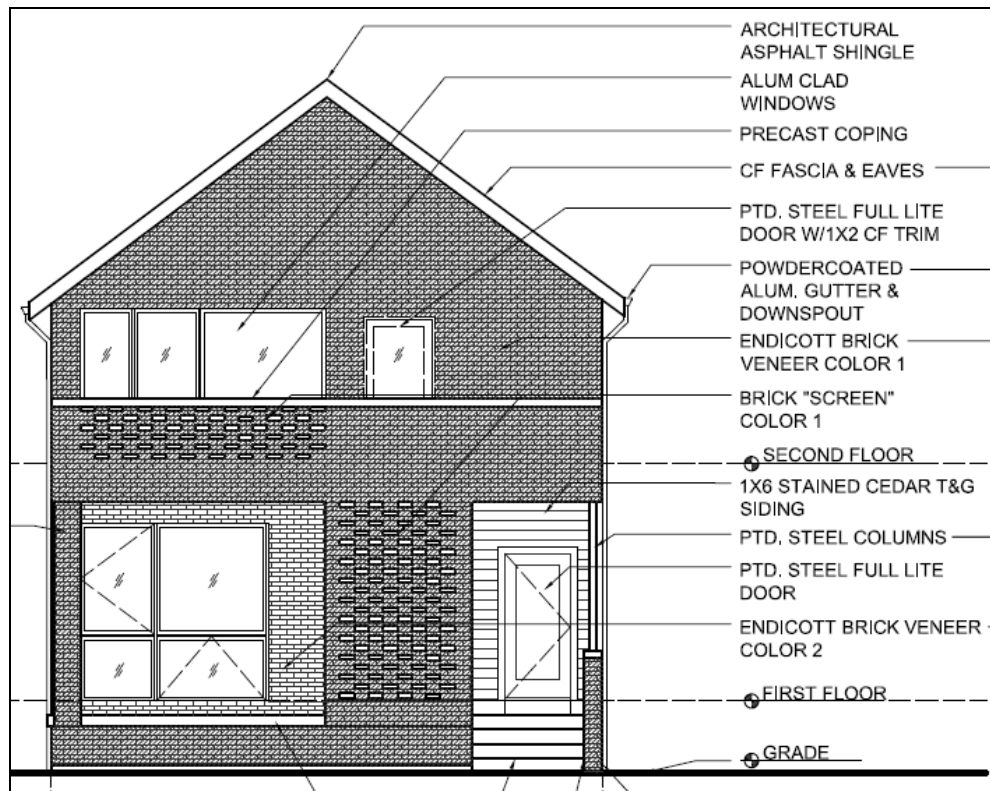 ARCHITECTURAL
ASPHALT SHINGLE
ALUM CLAD
WINDOWS
PRECAST COPING
CF FASCIA & EAVES
PTD. STEEL FULL LITE
DOOR W/1X2 CF TRIM
POWDERCOATED
ALUM. GUTTER &
DOWNSPOUT
ENDICOTT BRICK
VENEER COLOR 1
BRICK "SCREEN"
COLOR 1
SECOND FLOOR
1X6 STAINED CEDAR T&G
SIDING
PTD. STEEL COLUMNS
PTD. STEEL FULL LITE
DOOR
ENDICOTT BRICK VENEER
COLOR 2
FIRST FLOOR
GRADE